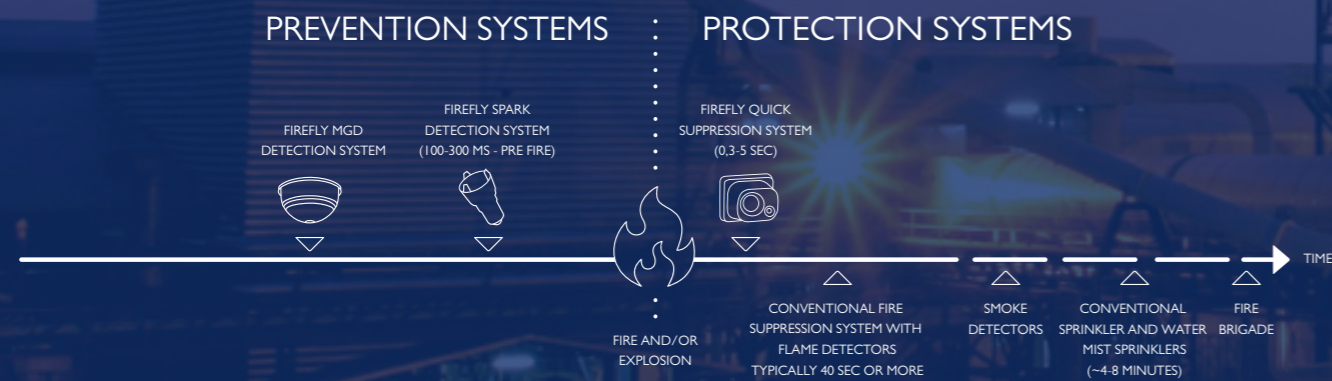 PREVENTION SYSTEMS
PROTECTION SYSTEMS
FIREFLY MGD
DETECTION SYSTEM
FIREFLY SPARK
DETECTION SYSTEM
(100-300 MS - PRE FIRE)
FIREFLY QUICK
SUPPRESSION SYSTEM
(0,3-5 SEC)
TIME
FIRE AND/OR
EXPLOSION
CONVENTIONAL FIRE
SUPPRESSION SYSTEM WITH
FLAME DETECTORS
TYPICALLY 40 SEC OR MORE
SMOKE
DETECTORS
CONVENTIONAL
SPRINKLER AND WATER
MIST SPRINKLERS
(~4-8 MINUTES)
FIRE
BRIGADE